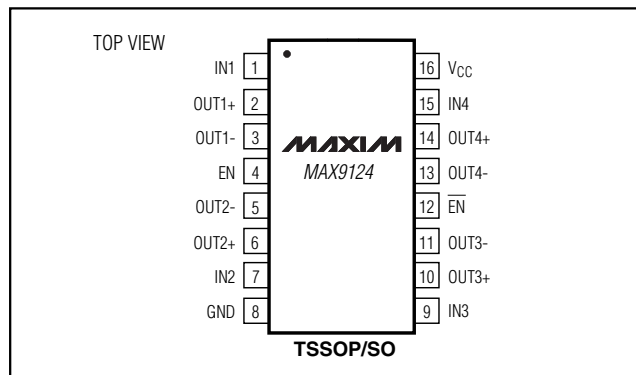 TOP VIEW
IN1 1
OUT1+ 2
OUT1- 3
EN 4
OUT2- 5
OUT2+ 6
IN2 7
GND 8
MAXIM
MAX9124
16 VCC
15 IN4
14 OUT4+
13 OUT4-
12 E̅N̅
11 OUT3-
10 OUT3+
9 IN3
TSSOP/SO